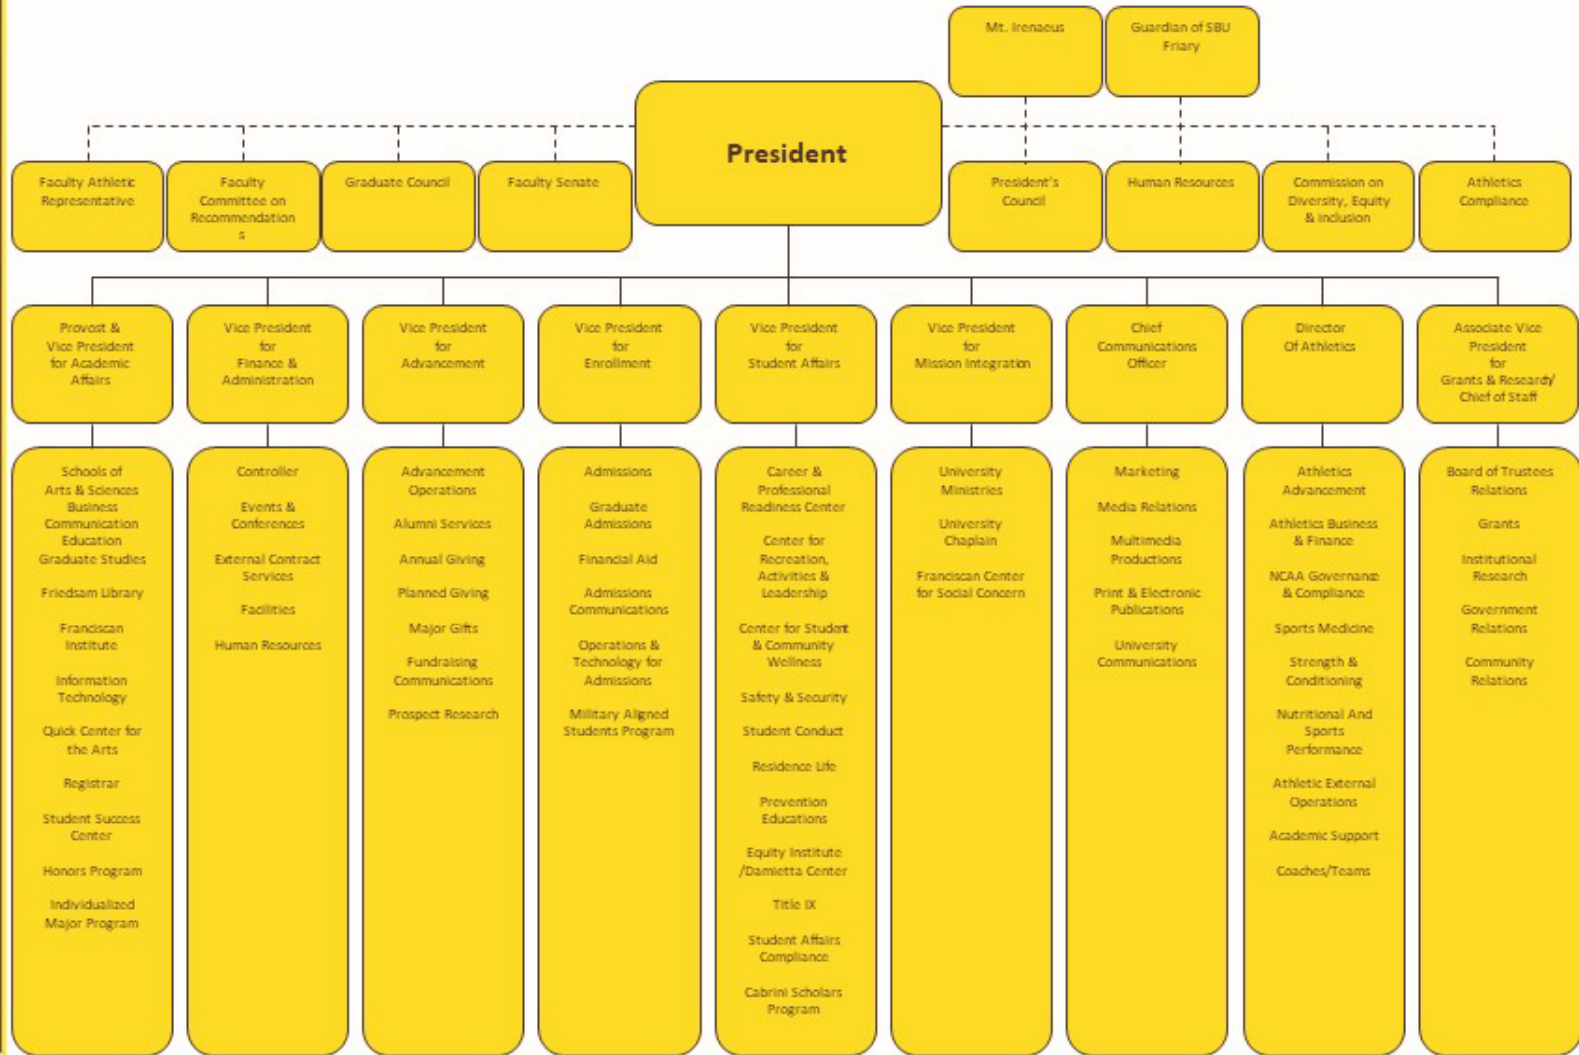 Mt. Irenaeus
Guardian of SBU
Friary
President
Faculty Athletic
Representative
Faculty
Committee on
Recommendation
s
Graduate Council
Faculty Senate
President's
Council
Human Resources
Commission on
Diversity, Equity
& Inclusion
Athletics
Compliance
Provost &
Vice President
for Academic
Affairs
Vice President
for
Finance &
Administration
Vice President
for
Advancement
Vice President
for
Enrollment
Vice President
for
Student Affairs
Vice President
for
Mission Integration
Chief
Communications
Officer
Director
Of Athletics
Associate Vice
President
for
Grants & Research/
Chief of Staff
Schools of
Arts & Sciences
Business
Communication
Education
Graduate Studies
Friedsam Library
Franciscan
Institute
Information
Technology
Quick Center for
the Arts
Registrar
Student Success
Center
Honors Program
Individualized
Major Program
Controller
Events &
Conferences
External Contract
Services
Facilities
Human Resources
Advancement
Operations
Alumni Services
Annual Giving
Planned Giving
Major Gifts
Fundraising
Communications
Prospect Research
Admissions
Graduate
Admissions
Financial Aid
Admissions
Communications
Operations &
Technology for
Admissions
Military Aligned
Students Program
Career &
Professional
Readiness Center
Center for
Recreation,
Activities &
Leadership
Center for Student
& Community
Wellness
Safety & Security
Student Conduct
Residence Life
Prevention
Educations
Equity Institute
/Damietta Center
Title IX
Student Affairs
Compliance
Cabrini Scholars
Program
University
Ministries
University
Chaplain
Franciscan Center
for Social Concern
Marketing
Media Relations
Multimedia
Productions
Print & Electronic
Publications
University
Communications
Athletics
Advancement
Athletics Business
& Finance
NCAA Governance
& Compliance
Sports Medicine
Strength &
Conditioning
Nutritional And
Sports
Performance
Athletic External
Operations
Academic Support
Coaches/Teams
Board of Trustees
Relations
Grants
Institutional
Research
Government
Relations
Community
Relations